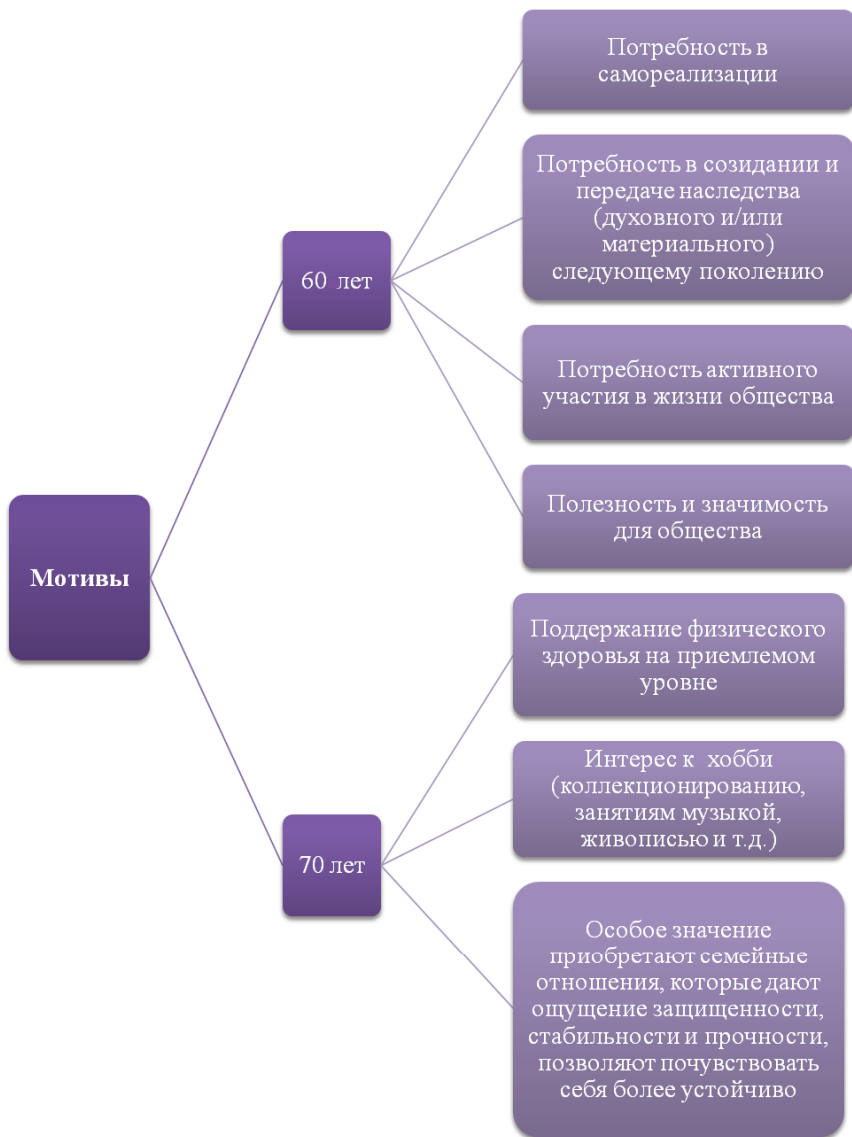 Мотивы
60 лет
Потребность в
самореализации
Потребность в созидании и
передаче наследства
(духовного и/или
материального)
следующему поколению
Потребность активного
участия в жизни общества
Полезность и значимость
для общества
70 лет
Поддержание физического
здоровья на приемлемом
уровне
Интерес к хобби
(коллекционированию,
занятиям музыкой,
живописью и т.д.)
Особое значение
приобретают семейные
отношения, которые дают
ощущение защищенности,
стабильности и прочности,
позволяют почувствовать
себя более устойчиво